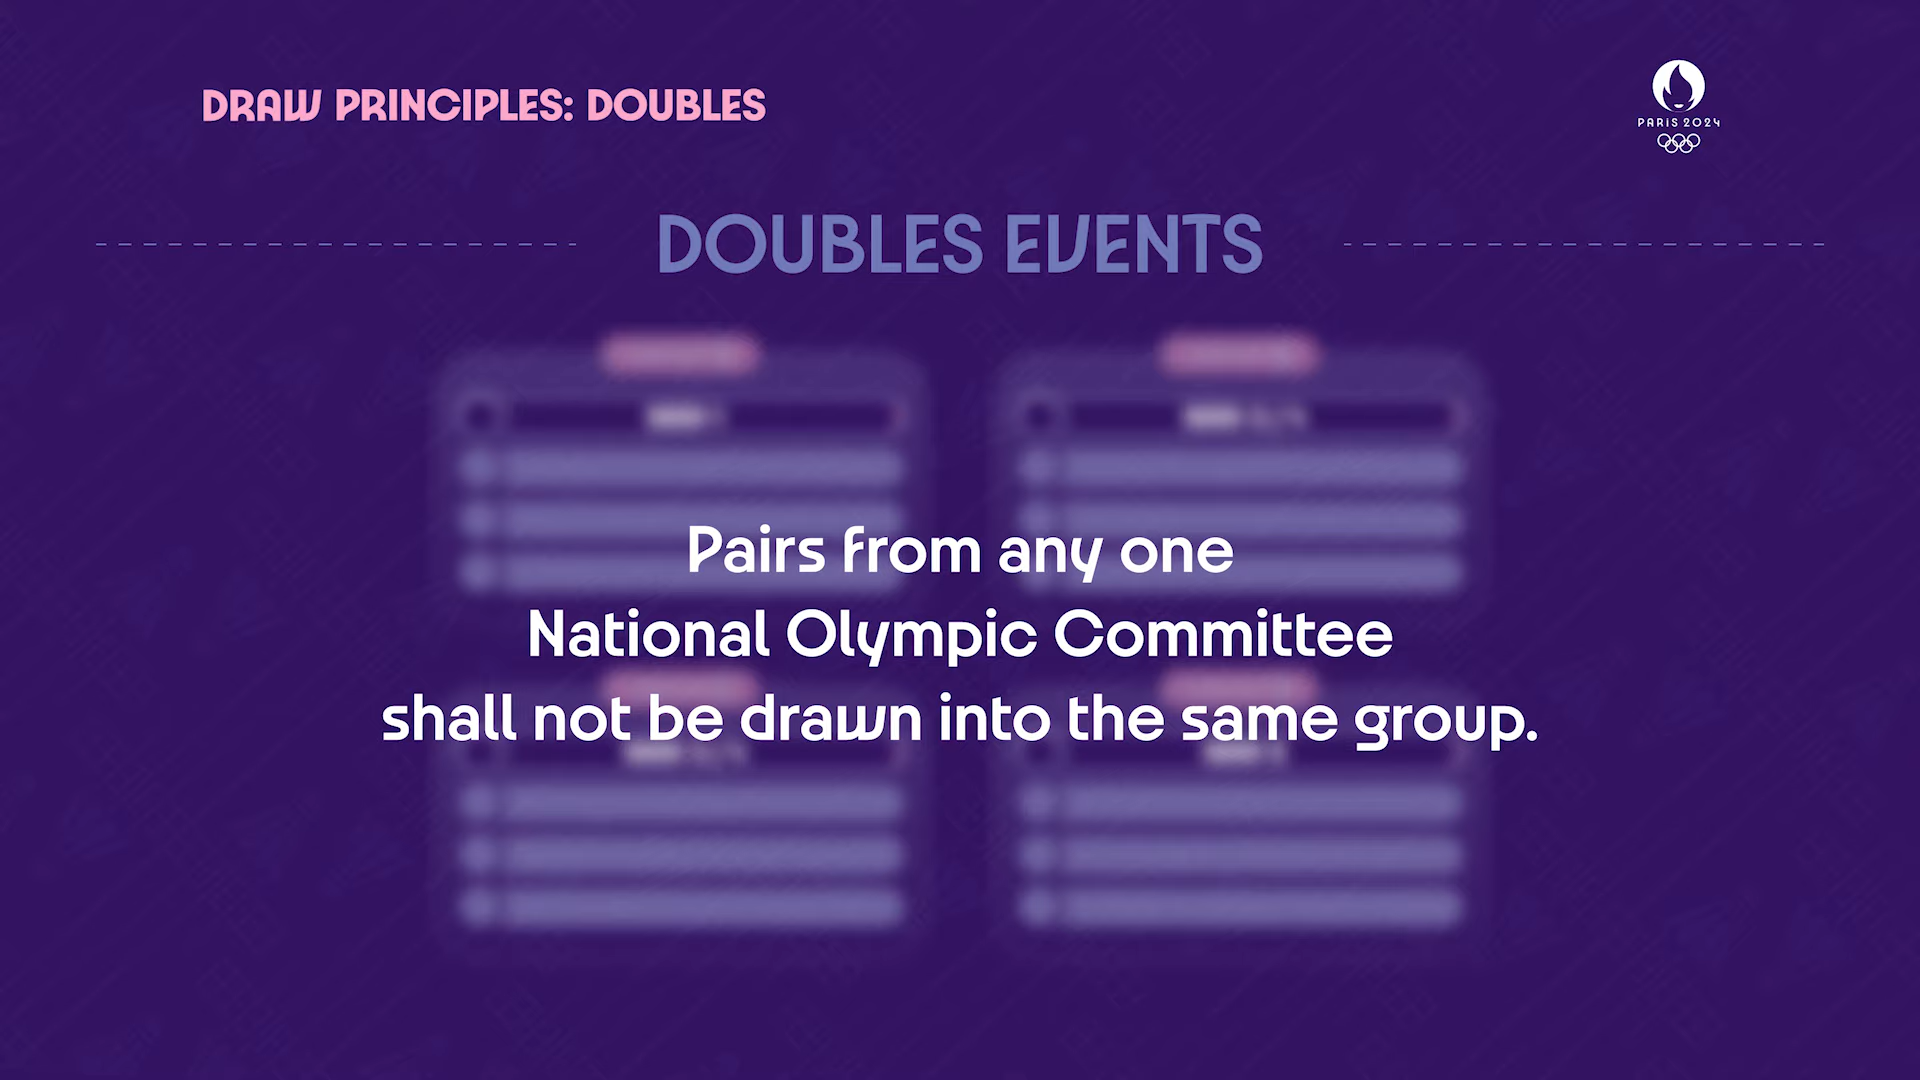 DRAW PRINCIPLES: DOUBLES
PARIS 2024
DOUBLES EVENTS
Pairs from any one
National Olympic Committee
shall not be drawn into the same group.